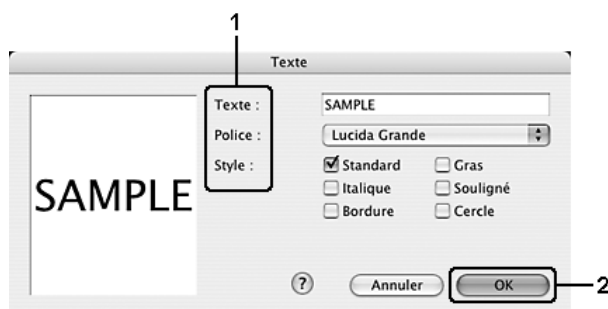 1
Texte
Texte : SAMPLE
Police : Lucida Grande
Style : Standard Gras
Italique Souligné
Bordure Cercle
SAMPLE
? Annuler OK 2